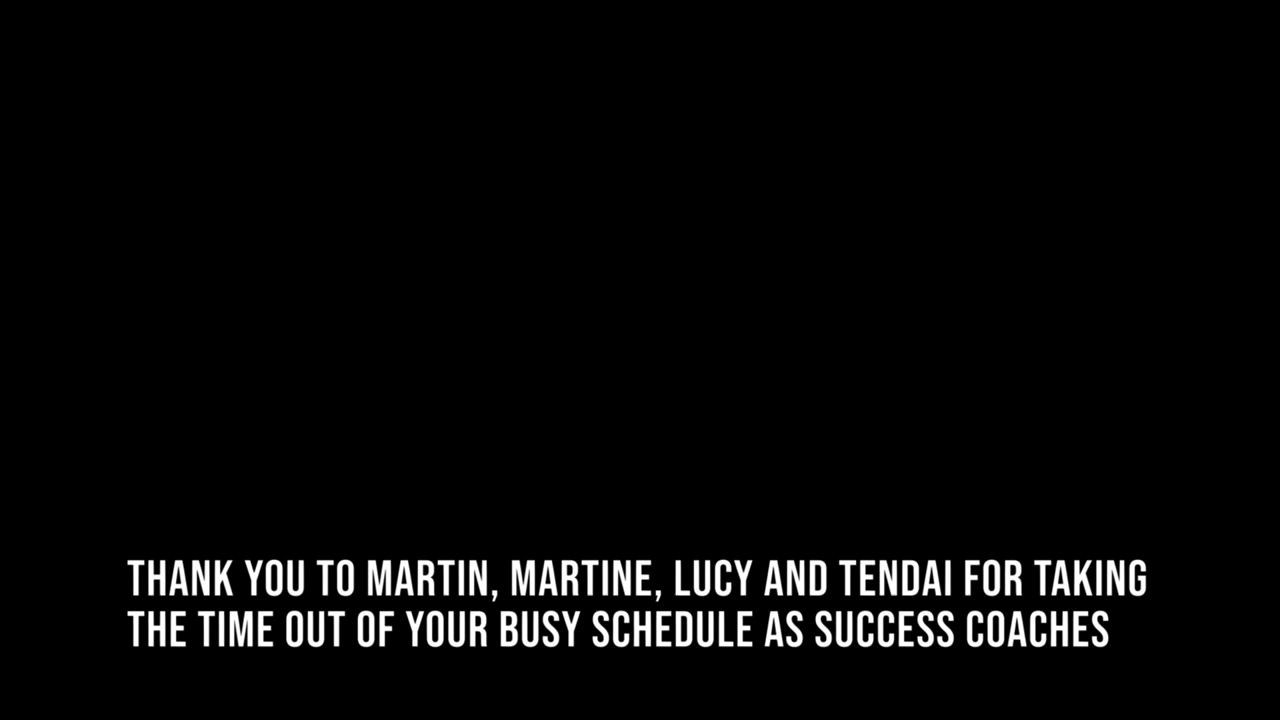 THANK YOU TO MARTIN, MARTINE, LUCY AND TENDAI FOR TAKING
THE TIME OUT OF YOUR BUSY SCHEDULE AS SUCCESS COACHES